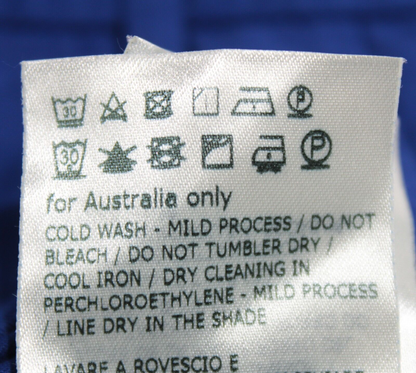 30 P
30 P
for Australia only
COLD WASH - MILD PROCESS / DO NOT
BLEACH / DO NOT TUMBLER DRY /
COOL IRON / DRY CLEANING IN
PERCHLOROETHYLENE - MILD PROCESS
/ LINE DRY IN THE SHADE
LAVARE A ROVESCIO E